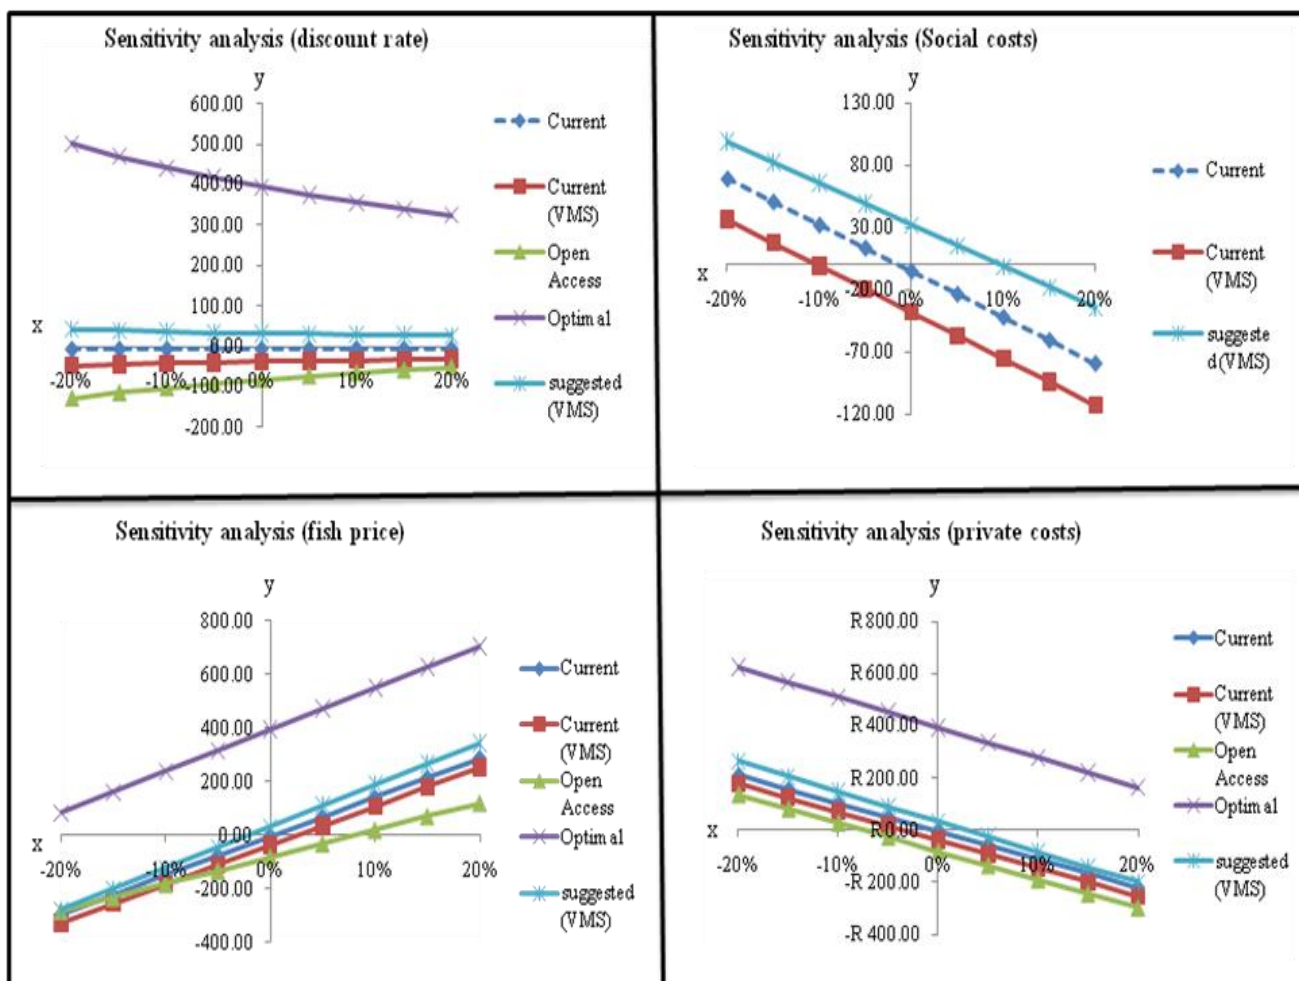 Sensitivity analysis (discount rate)
y
600.00
500.00
400.00
300.00
200.00
100.00
0.00
-100.00
-200.00
x
-20%
-10%
0%
10%
20%
Current
Current
(VMS)
Open
Access
Optimal
suggested
(VMS)
Sensitivity analysis (Social costs)
y
130.00
80.00
30.00
-20.00
-70.00
-120.00
x
-20%
-10%
0%
10%
20%
Current
Current
(VMS)
suggeste
d(VMS)
Sensitivity analysis (fish price)
y
800.00
600.00
400.00
200.00
0.00
-200.00
-400.00
x
-20%
-10%
0%
10%
20%
Current
Current
(VMS)
Open
Access
Optimal
suggested
(VMS)
Sensitivity analysis (private costs)
y
R 800.00
R 600.00
R 400.00
R 200.00
R 0.00
-R 200.00
-R 400.00
x
-20%
-10%
0%
10%
20%
Current
Current
(VMS)
Open
Access
Optimal
suggested
(VMS)